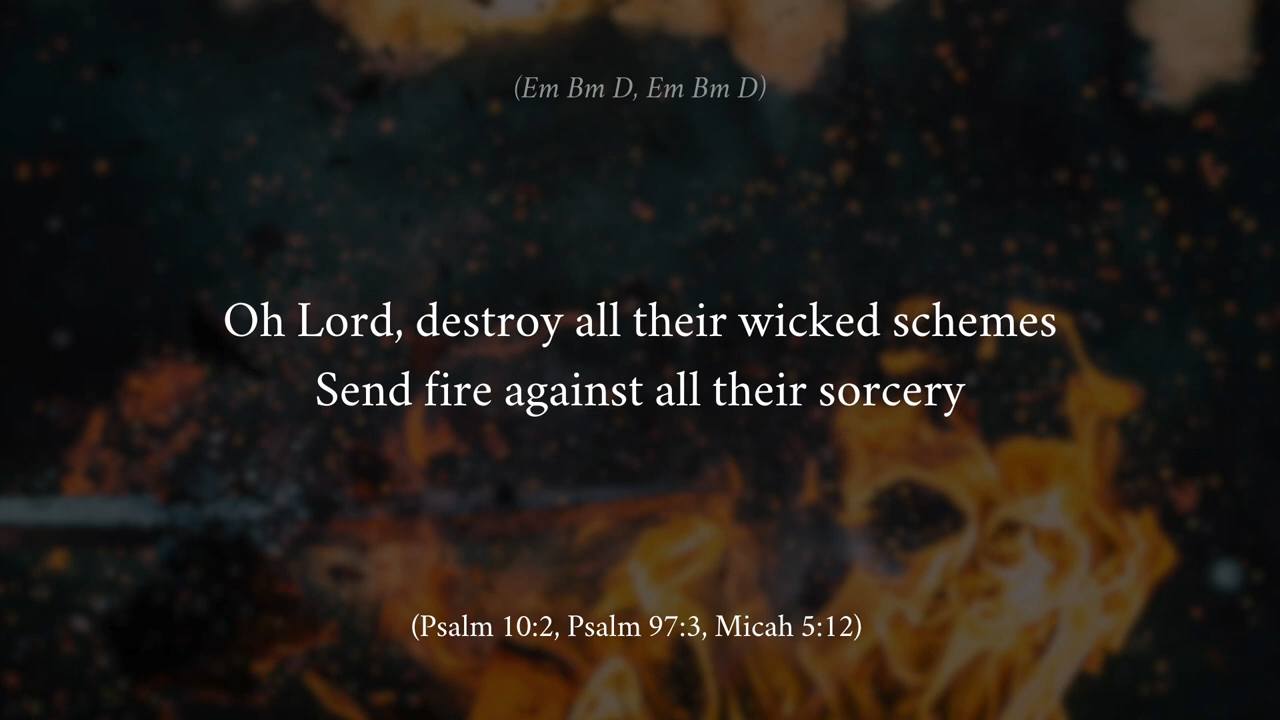 (Em Bm D, Em Bm D)
Oh Lord, destroy all their wicked schemes
Send fire against all their sorcery
(Psalm 10:2, Psalm 97:3, Micah 5:12)